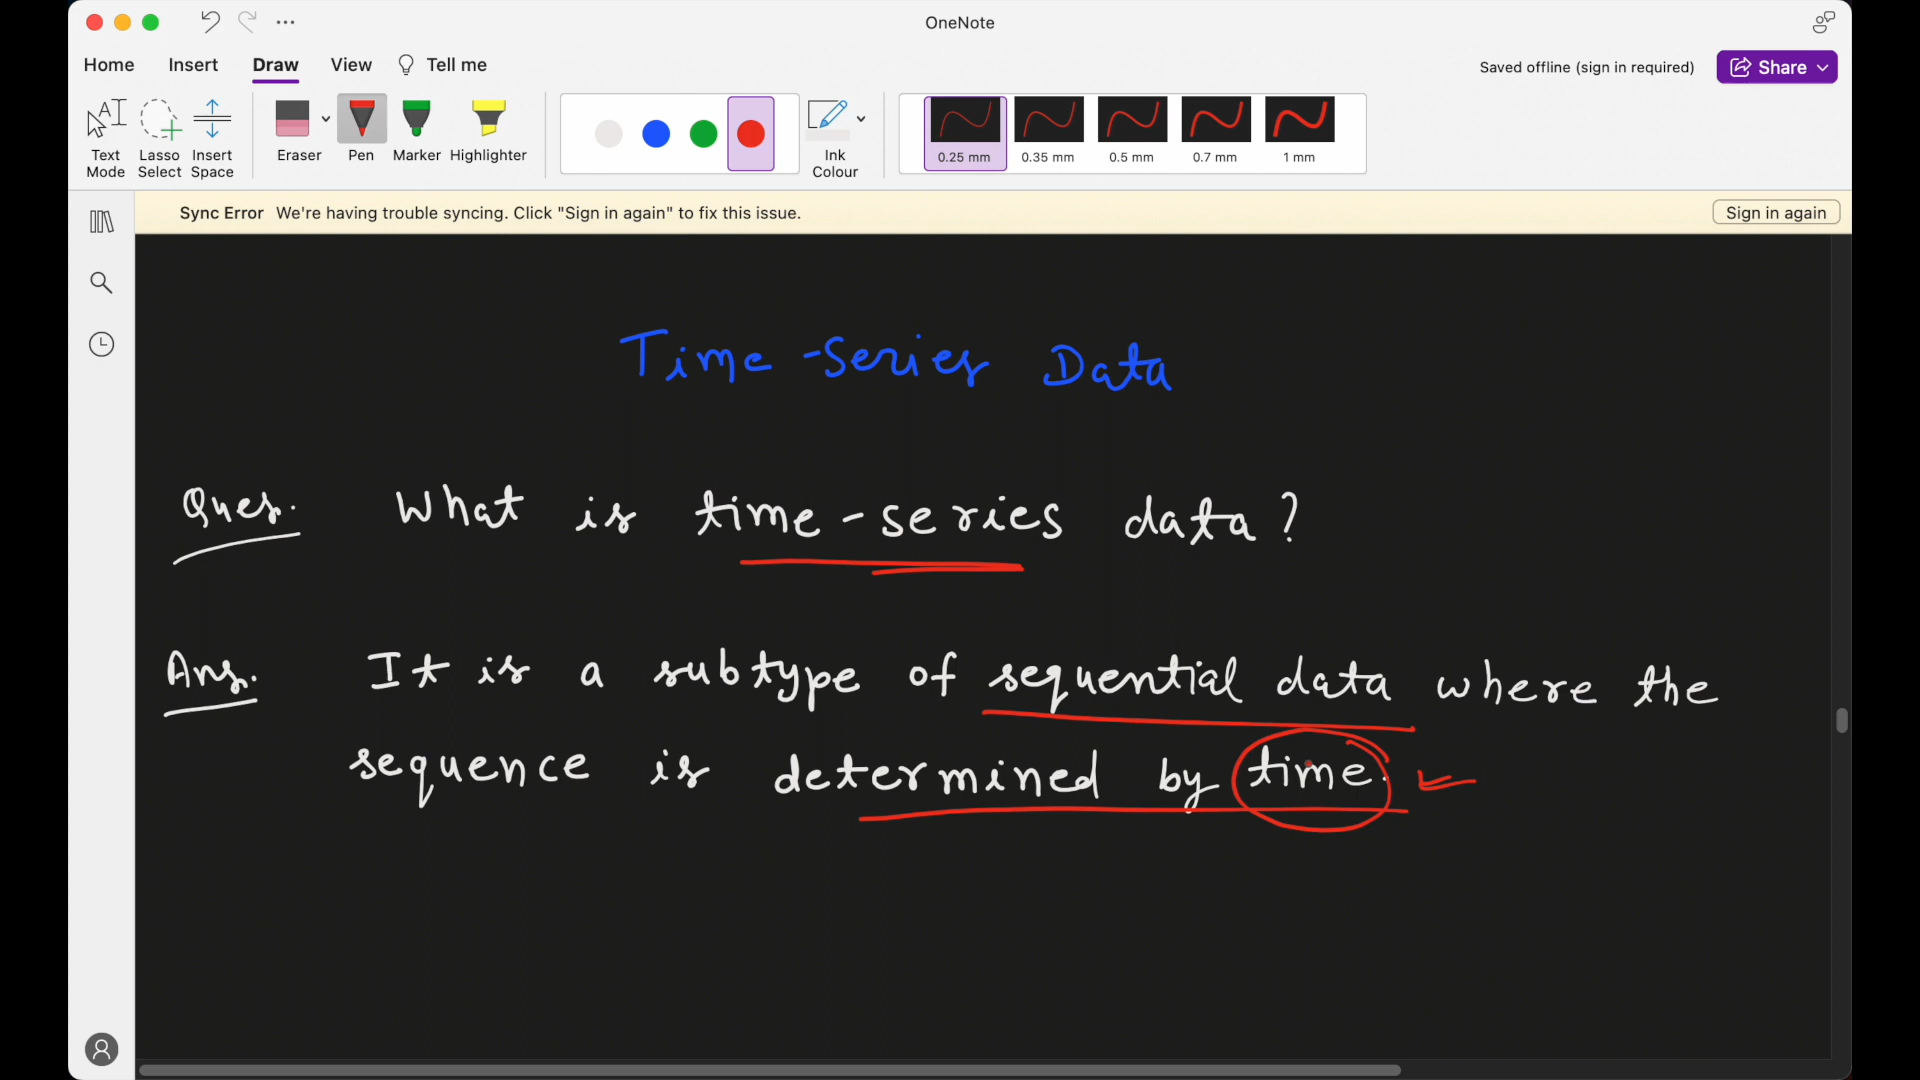 OneNote
Home Insert Draw View Tell me
Saved offline (sign in required) Share
Text Mode
Lasso Select
Insert Space
Eraser
Pen
Marker
Highlighter
Ink Colour
0.25 mm 0.35 mm 0.5 mm 0.7 mm 1 mm
Sync Error We're having trouble syncing. Click "Sign in again" to fix this issue. Sign in again
Time-Series Data
Ques. What is time-series data?
Ans. It is a subtype of sequential data where the
sequence is determined by time.